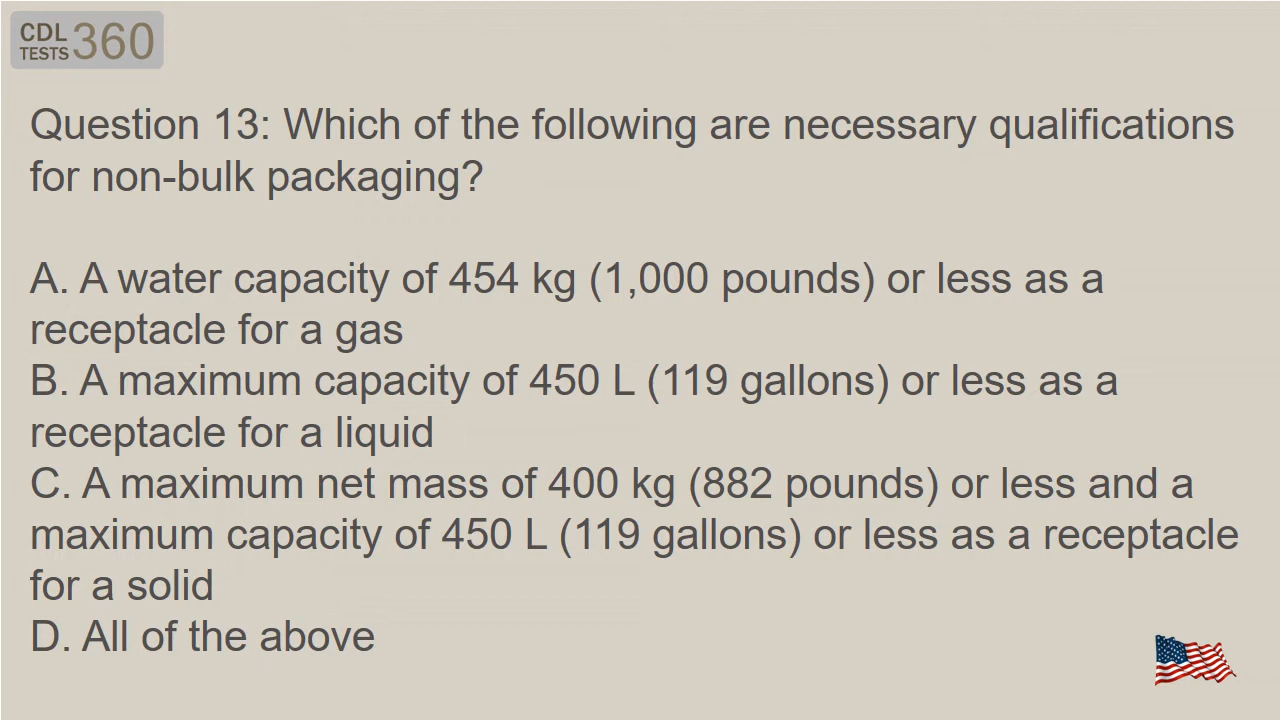 CDL
TESTS 360
Question 13: Which of the following are necessary qualifications
for non-bulk packaging?
A. A water capacity of 454 kg (1,000 pounds) or less as a
receptacle for a gas
B. A maximum capacity of 450 L (119 gallons) or less as a
receptacle for a liquid
C. A maximum net mass of 400 kg (882 pounds) or less and a
maximum capacity of 450 L (119 gallons) or less as a receptacle
for a solid
D. All of the above